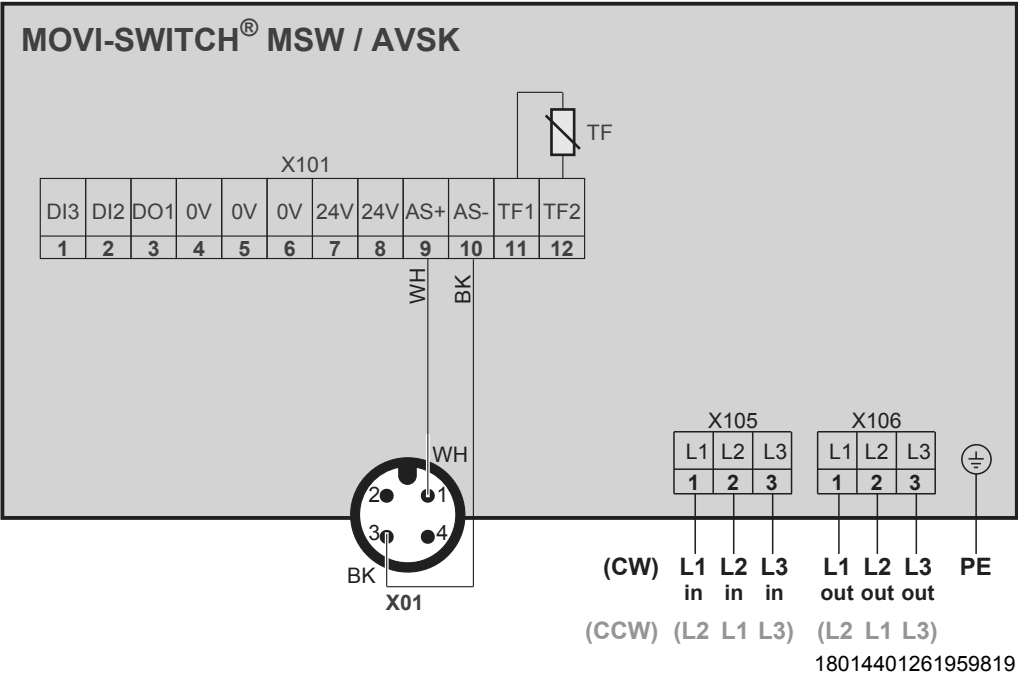 MOVI-SWITCH® MSW / AVSK
TF
X101
DI3 DI2 DO1 0V 0V 0V 24V 24V AS+ AS- TF1 TF2
1 2 3 4 5 6 7 8 9 10 11 12
WH BK
X105 X106
L1 L2 L3 L1 L2 L3
1 2 3 1 2 3
WH
2 1
3 4
BK
X01
(CW) L1 L2 L3 L1 L2 L3 PE
in in in out out out
(CCW) (L2 L1 L3) (L2 L1 L3)
18014401261959819